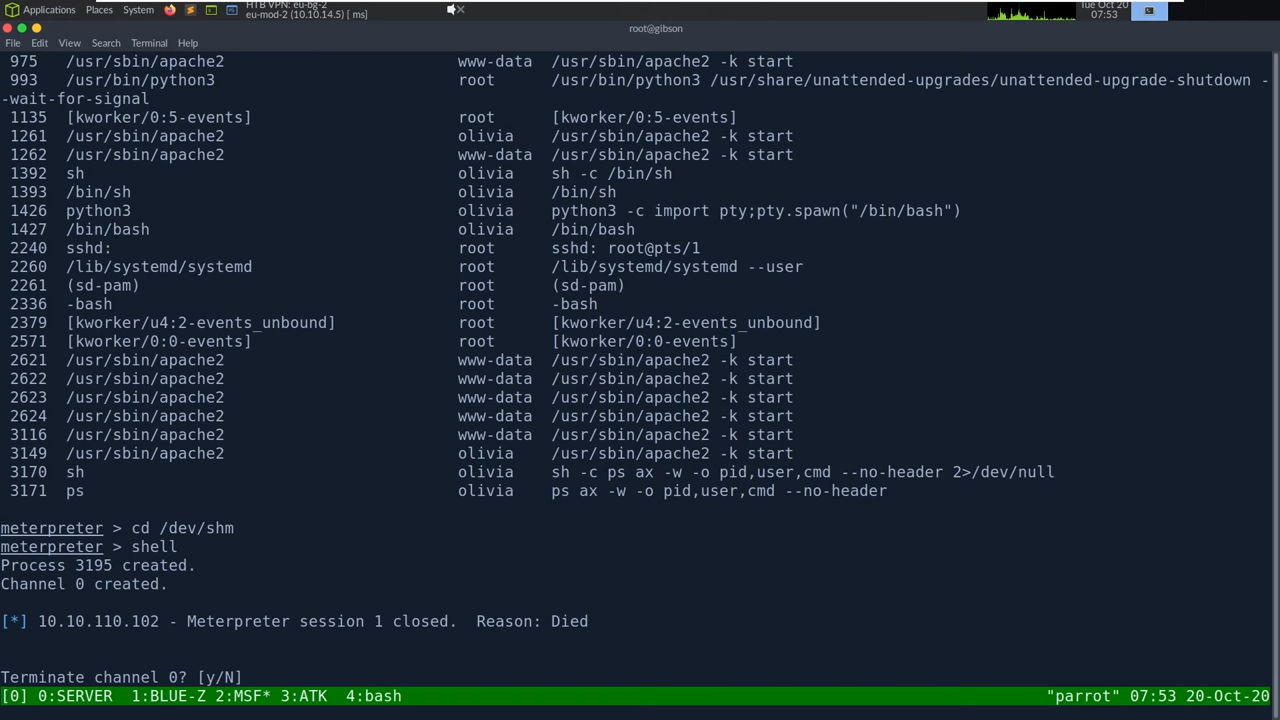 Applications Places System HTB VPN: eu-bg-2
eu-mod-2 (10.10.14.5) [ ms]
Tue Oct 20
07:53
root@gibson
File Edit View Search Terminal Help
975 /usr/sbin/apache2 www-data /usr/sbin/apache2 -k start
993 /usr/bin/python3 root /usr/bin/python3 /usr/share/unattended-upgrades/unattended-upgrade-shutdown -
-wait-for-signal
1135 [kworker/0:5-events] root [kworker/0:5-events]
1261 /usr/sbin/apache2 olivia /usr/sbin/apache2 -k start
1262 /usr/sbin/apache2 www-data /usr/sbin/apache2 -k start
1392 sh olivia sh -c /bin/sh
1393 /bin/sh olivia /bin/sh
1426 python3 olivia python3 -c import pty;pty.spawn("/bin/bash")
1427 /bin/bash olivia /bin/bash
2240 sshd: root sshd: root@pts/1
2260 /lib/systemd/systemd root /lib/systemd/systemd --user
2261 (sd-pam) root (sd-pam)
2336 -bash root -bash
2379 [kworker/u4:2-events_unbound] root [kworker/u4:2-events_unbound]
2571 [kworker/0:0-events] root [kworker/0:0-events]
2621 /usr/sbin/apache2 www-data /usr/sbin/apache2 -k start
2622 /usr/sbin/apache2 www-data /usr/sbin/apache2 -k start
2623 /usr/sbin/apache2 www-data /usr/sbin/apache2 -k start
2624 /usr/sbin/apache2 www-data /usr/sbin/apache2 -k start
3116 /usr/sbin/apache2 www-data /usr/sbin/apache2 -k start
3149 /usr/sbin/apache2 olivia /usr/sbin/apache2 -k start
3170 sh olivia sh -c ps ax -w -o pid,user,cmd --no-header 2>/dev/null
3171 ps olivia ps ax -w -o pid,user,cmd --no-header
meterpreter > cd /dev/shm
meterpreter > shell
Process 3195 created.
Channel 0 created.
[*] 10.10.110.102 - Meterpreter session 1 closed.  Reason: Died
Terminate channel 0? [y/N]
[0] 0:SERVER  1:BLUE-Z 2:MSF* 3:ATK  4:bash "parrot" 07:53 20-Oct-20